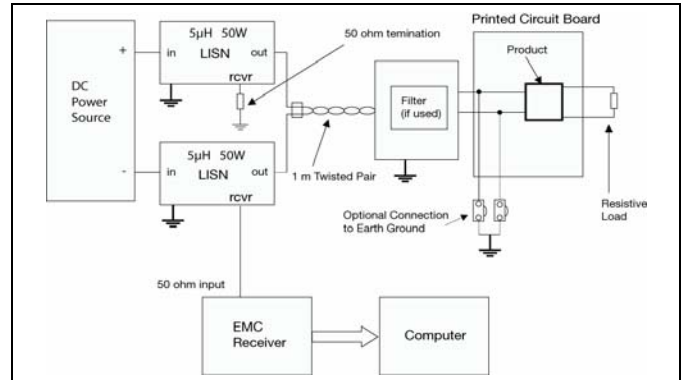 Printed Circuit Board
5µH 50W
LISN
in
out
rcvr
+
50 ohm temination
Product
DC
Power
Source
Filter
(if used)
5µH 50W
LISN
-
in
out
rcvr
1 m Twisted Pair
Resistive
Load
Optional Connection
to Earth Ground
50 ohm input
EMC
Receiver
Computer